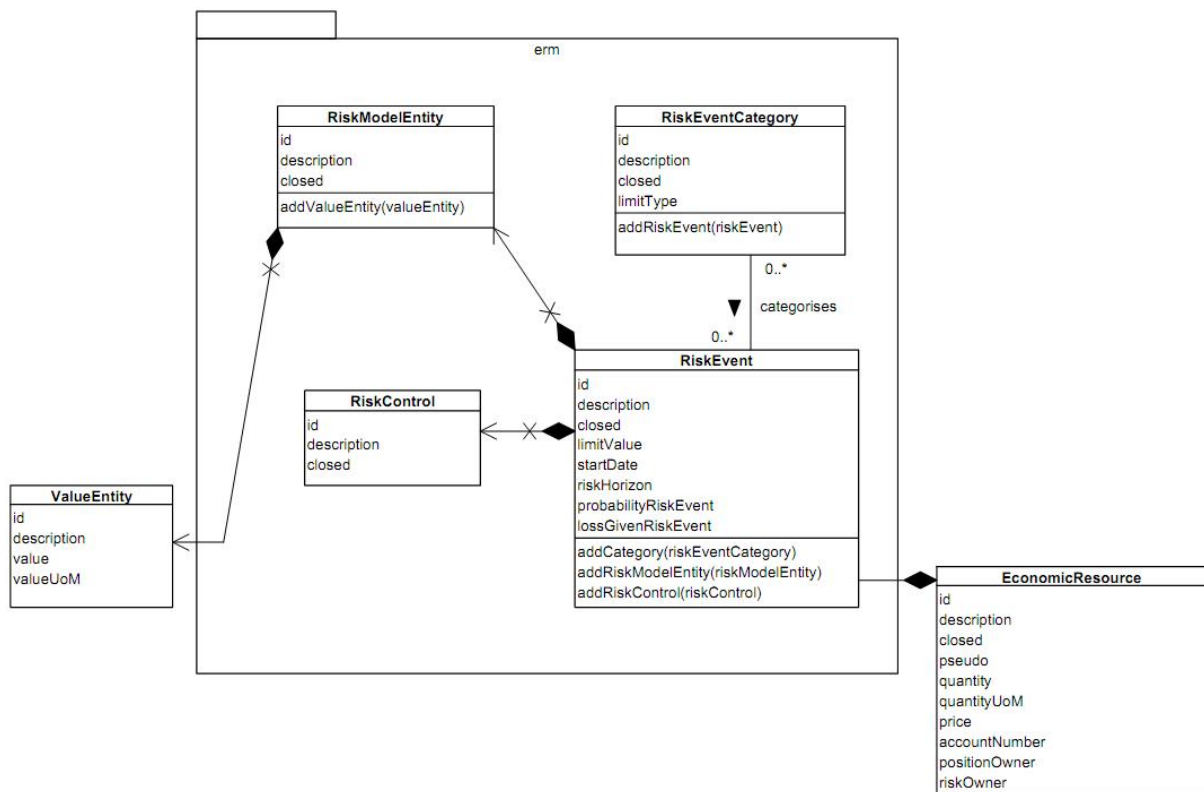 erm
RiskModelEntity
id
description
closed
addValueEntity(valueEntity)
RiskEventCategory
id
description
closed
limitType
addRiskEvent(riskEvent)
0..*
categorises
0..*
RiskEvent
id
description
closed
limitValue
startDate
riskHorizon
probabilityRiskEvent
lossGivenRiskEvent
addCategory(riskEventCategory)
addRiskModelEntity(riskModelEntity)
addRiskControl(riskControl)
RiskControl
id
description
closed
ValueEntity
id
description
value
valueUoM
EconomicResource
id
description
closed
pseudo
quantity
quantityUoM
price
accountNumber
positionOwner
riskOwner